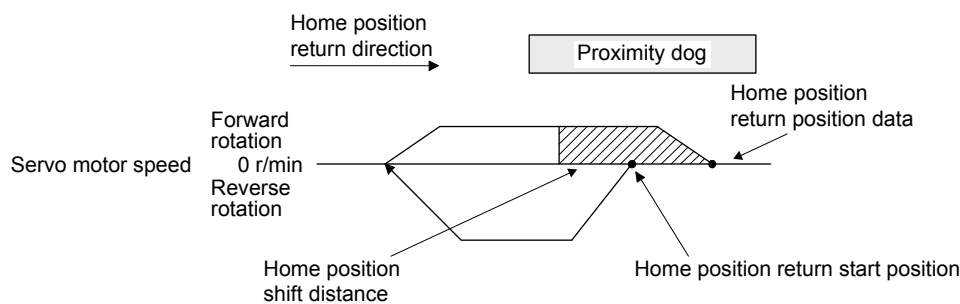 Home position
return direction
Proximity dog
Home position
return position data
Forward
rotation
Servo motor speed 0 r/min
Reverse
rotation
Home position
shift distance
Home position return start position